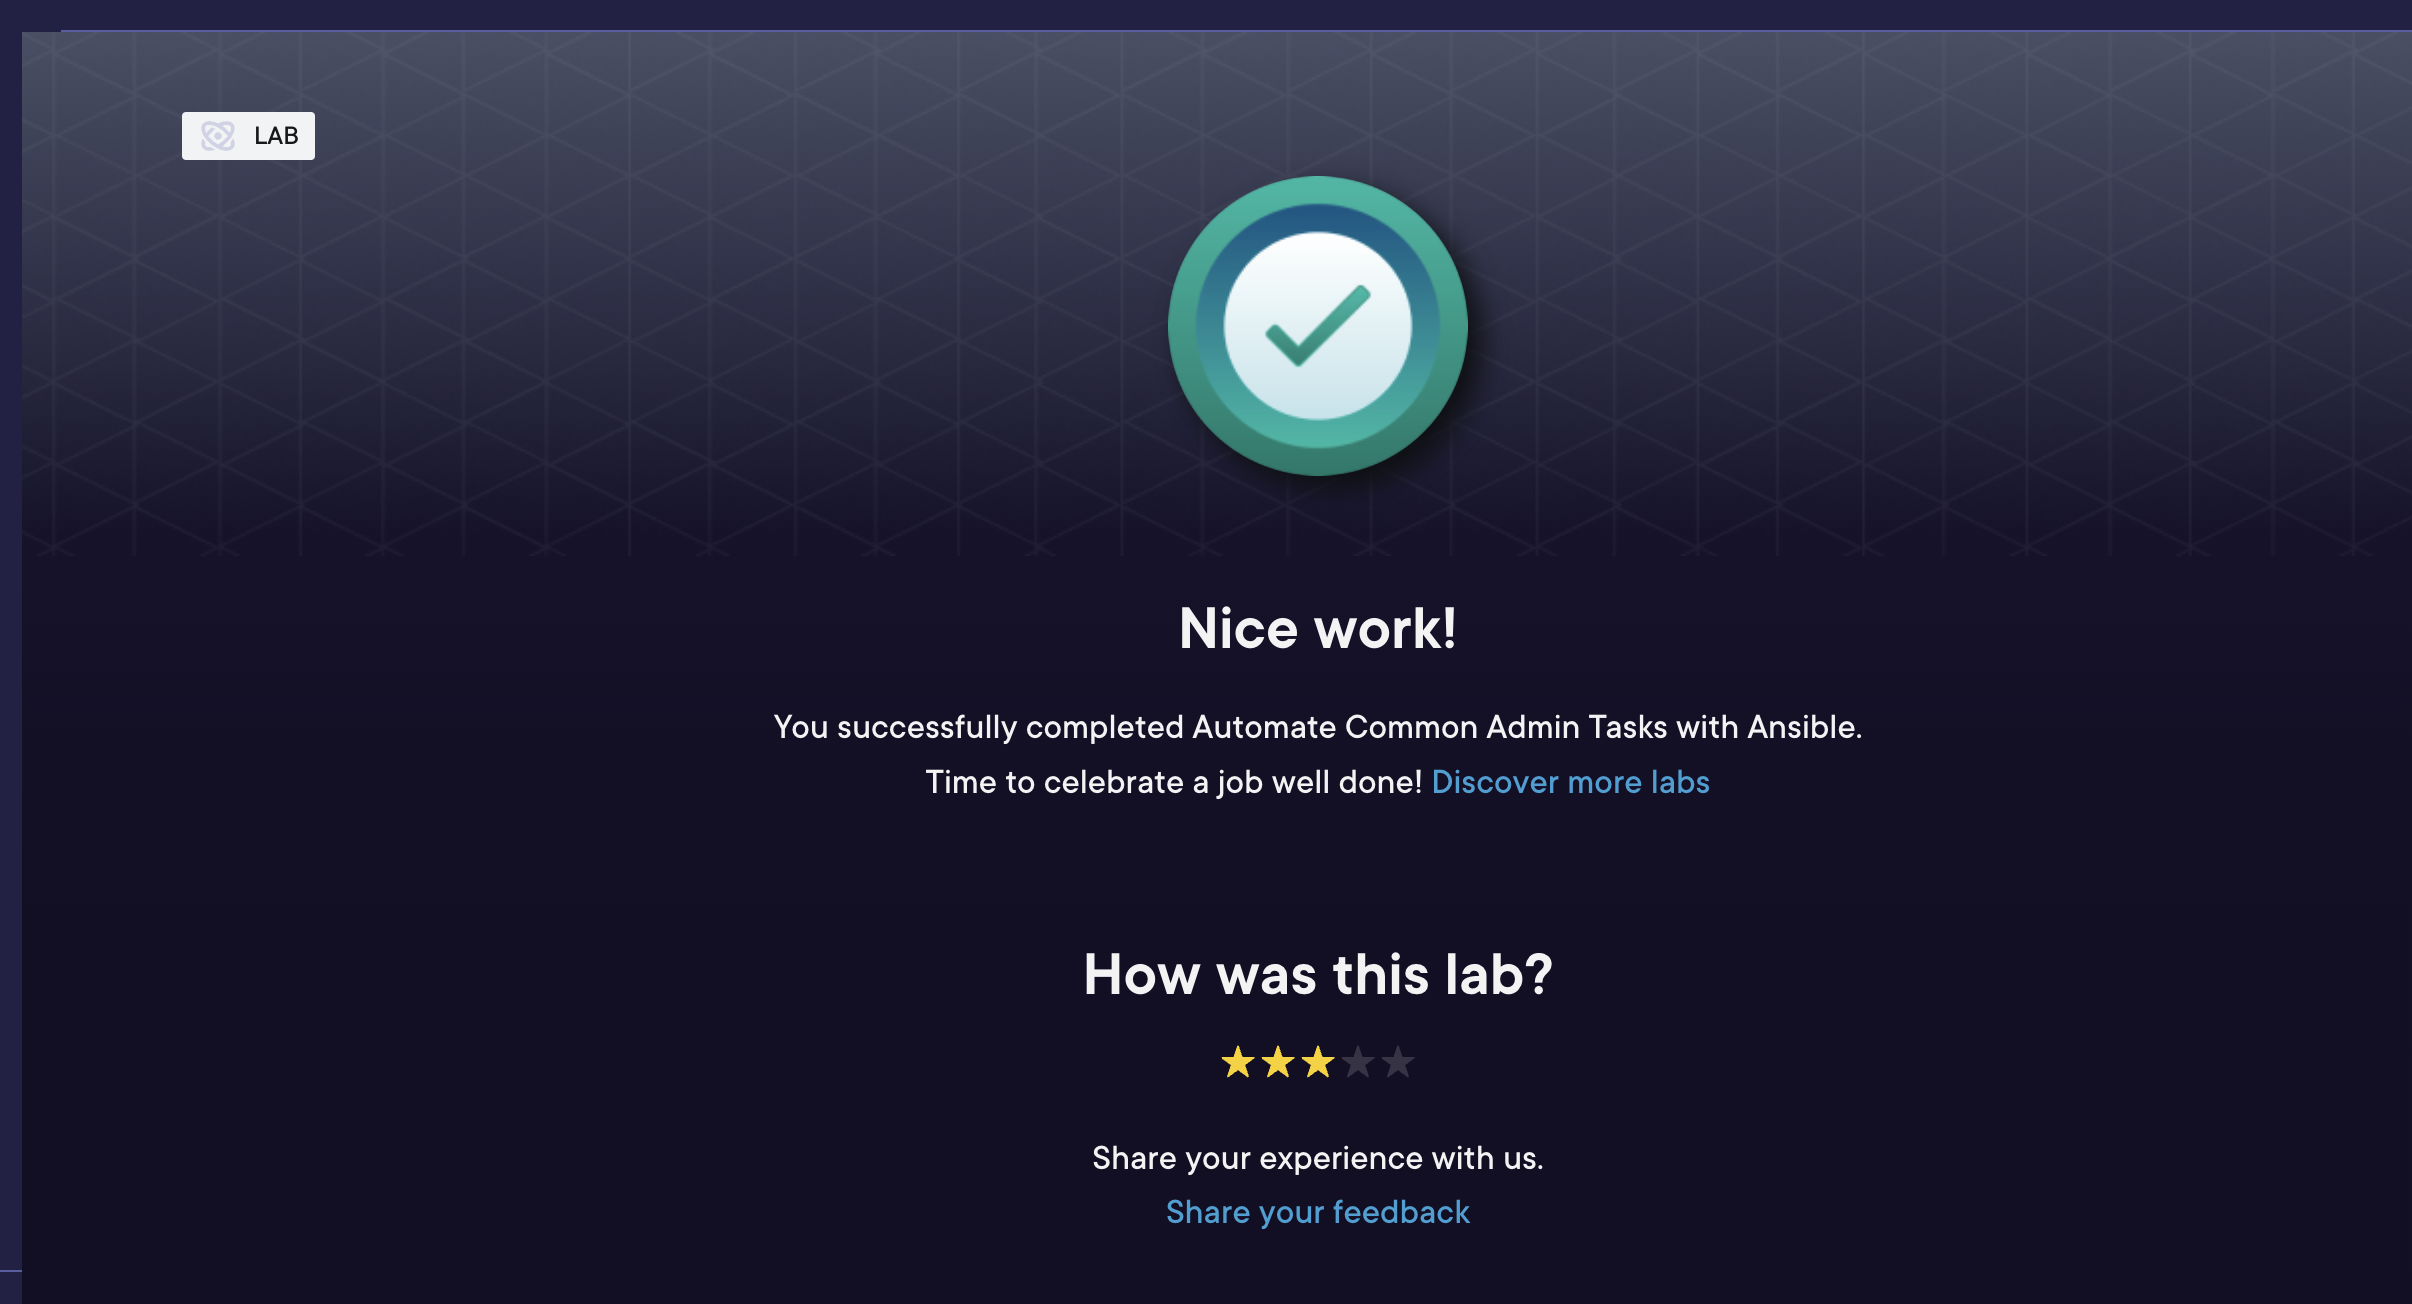 LAB
Nice work!
You successfully completed Automate Common Admin Tasks with Ansible.
Time to celebrate a job well done! Discover more labs
How was this lab?
Share your experience with us.
Share your feedback